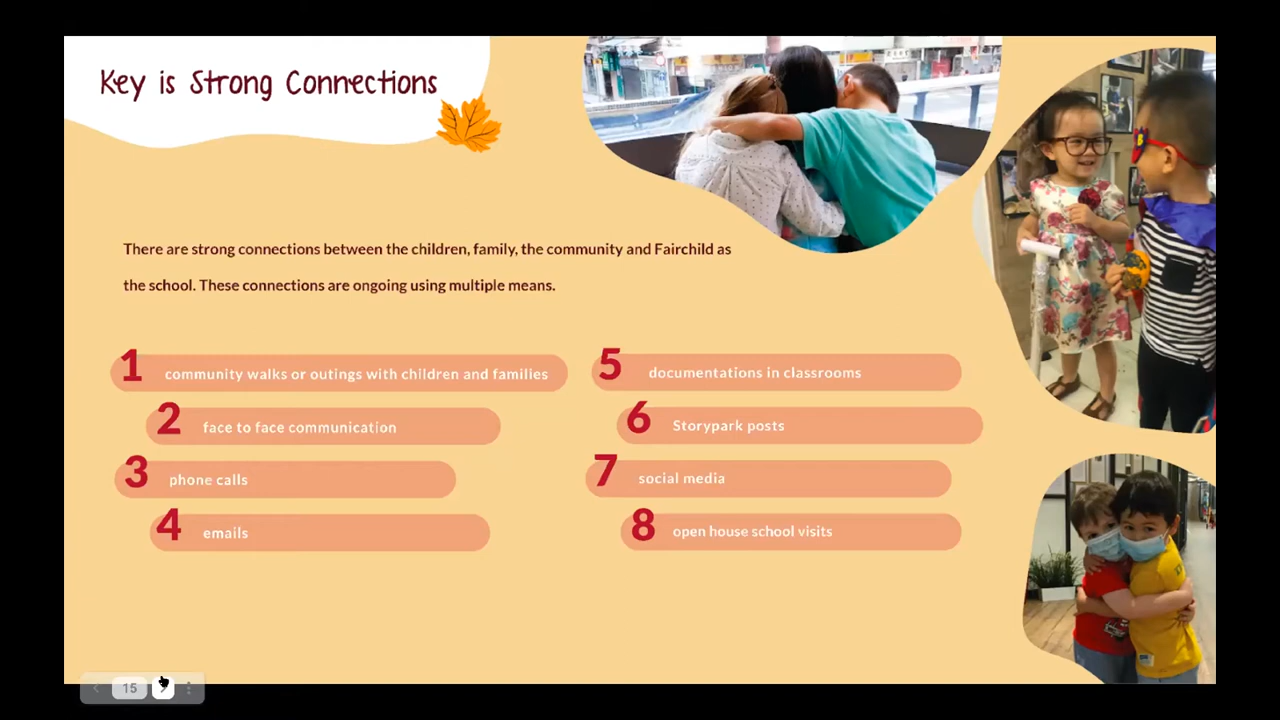 Key is Strong Connections
There are strong connections between the children, family, the community and Fairchild as
the school. These connections are ongoing using multiple means.
1 community walks or outings with children and families
2 face to face communication
3 phone calls
4 emails
5 documentations in classrooms
6 Storypark posts
7 social media
8 open house school visits
15